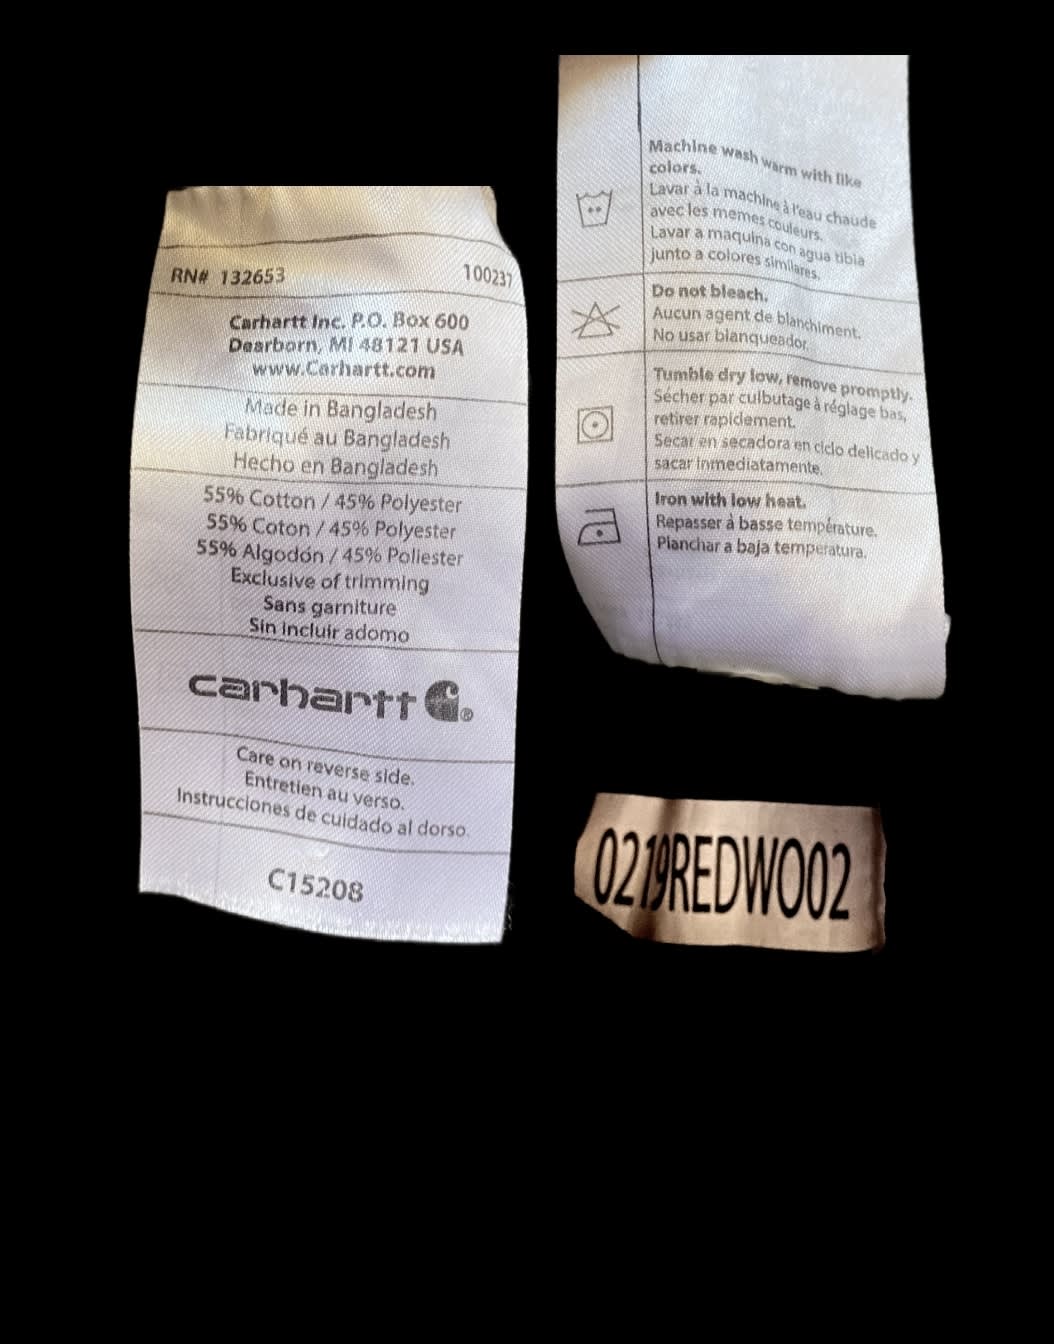 RN# 132653 100237
Carhartt Inc. P.O. Box 600
Dearborn, MI 48121 USA
www.Carhartt.com
Made in Bangladesh
Fabriqué au Bangladesh
Hecho en Bangladesh
55% Cotton / 45% Polyester
55% Coton / 45% Polyester
55% Algodón / 45% Poliester
Exclusive of trimming
Sans garniture
Sin incluir adomo
carhartt ®
Care on reverse side.
Entretien au verso.
Instrucciones de cuidado al dorso.
C15208
Machine wash warm with like
colors.
Lavar à la machine à l'eau chaude
avec les memes couleurs.
Lavar a maquina con agua tibia
junto a colores similares.
Do not bleach.
Aucun agent de blanchiment.
No usar blanqueador.
Tumble dry low, remove promptly.
Sécher par culbutage à réglage bas,
retirer rapidement.
Secar en secadora en ciclo delicado y
sacar inmediatamente.
Iron with low heat.
Repasser à basse température.
Planchar a baja temperatura.
0219REDWO02